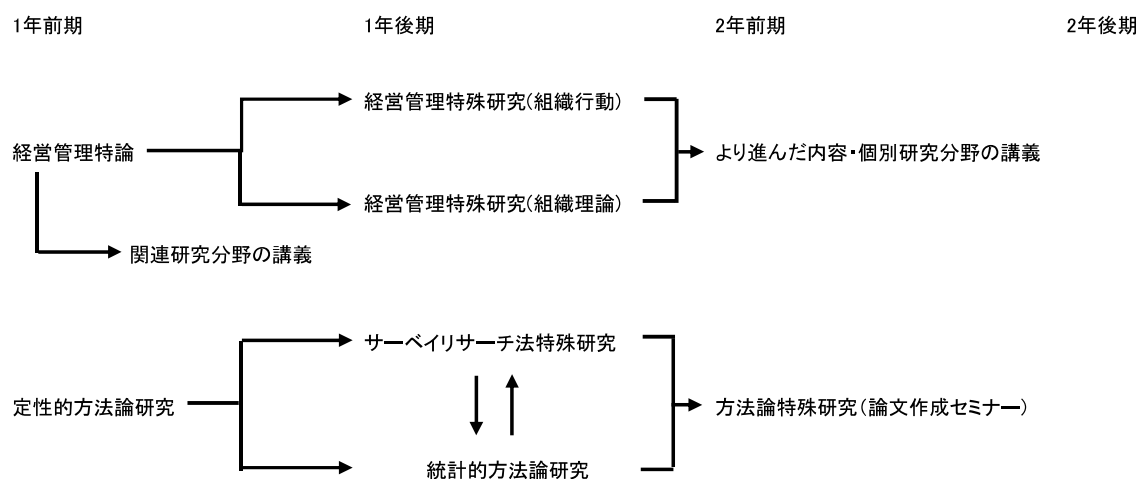 1年前期 1年後期 2年前期 2年後期
経営管理特殊研究(組織行動)
経営管理特論 より進んだ内容・個別研究分野の講義
経営管理特殊研究(組織理論)
関連研究分野の講義
サーベイリサーチ法特殊研究
定性的方法論研究 方法論特殊研究(論文作成セミナー)
統計的方法論研究